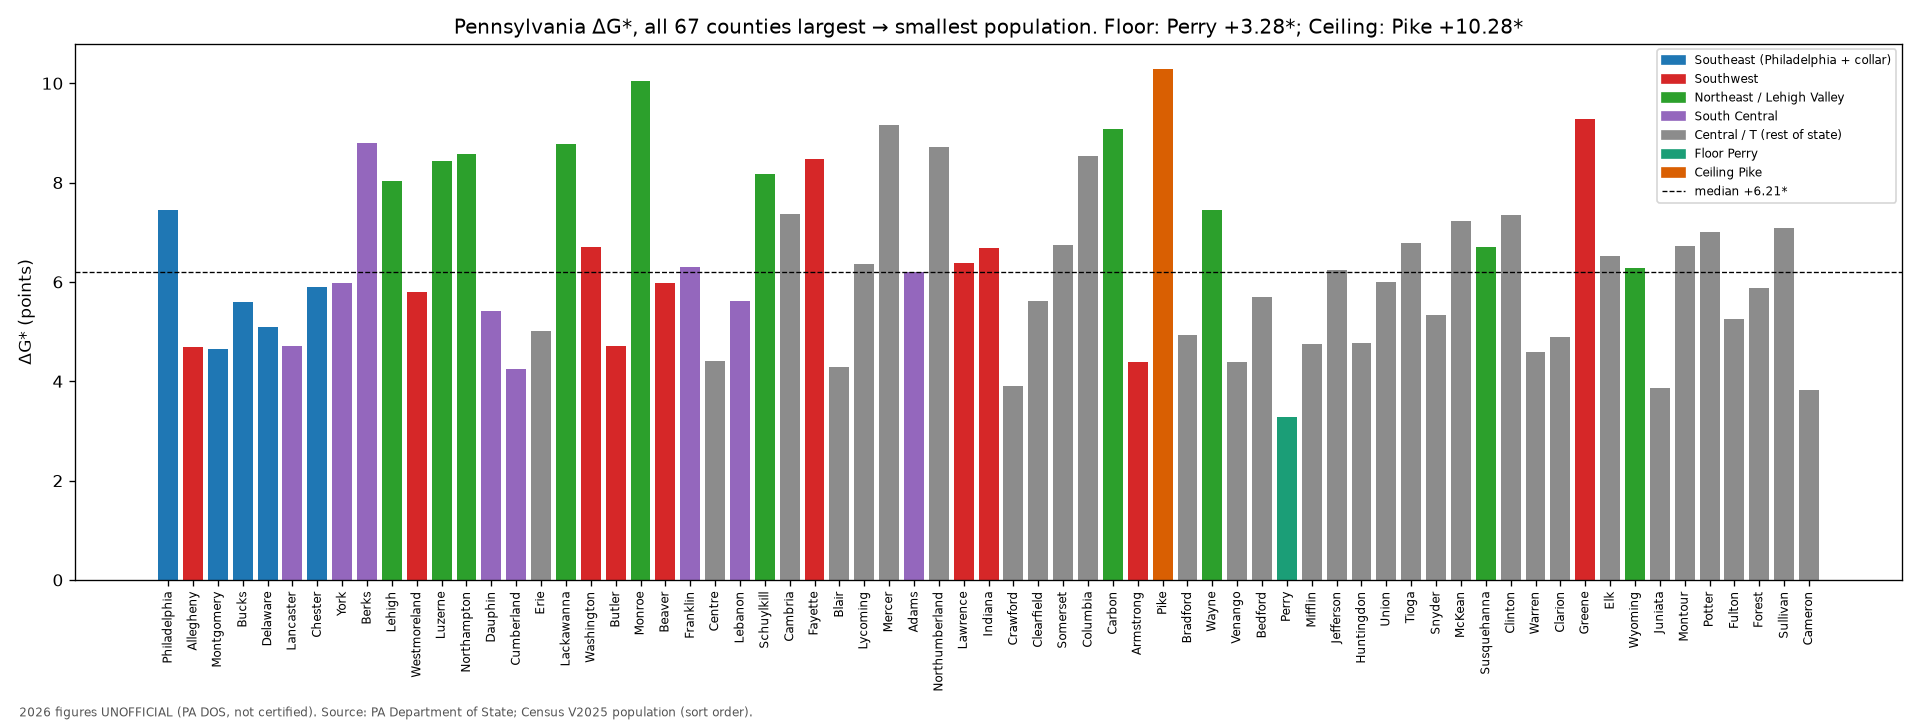 Pennsylvania ΔG*, all 67 counties largest → smallest population. Floor: Perry +3.28*; Ceiling: Pike +10.28*
ΔG* (points)
10
8
6
4
2
0
Southeast (Philadelphia + collar)
Southwest
Northeast / Lehigh Valley
South Central
Central / T (rest of state)
Floor Perry
Ceiling Pike
median +6.21*
Philadelphia
Allegheny
Montgomery
Bucks
Delaware
Lancaster
Chester
York
Berks
Lehigh
Westmoreland
Luzerne
Northampton
Dauphin
Cumberland
Erie
Lackawanna
Washington
Butler
Monroe
Beaver
Franklin
Centre
Lebanon
Schuylkill
Cambria
Fayette
Blair
Lycoming
Mercer
Adams
Northumberland
Lawrence
Indiana
Crawford
Clearfield
Somerset
Columbia
Carbon
Armstrong
Pike
Bradford
Wayne
Venango
Bedford
Perry
Mifflin
Jefferson
Huntingdon
Union
Tioga
Snyder
McKean
Susquehanna
Clinton
Warren
Clarion
Greene
Elk
Wyoming
Juniata
Montour
Potter
Fulton
Forest
Sullivan
Cameron
2026 figures UNOFFICIAL (PA DOS, not certified). Source: PA Department of State; Census V2025 population (sort order).